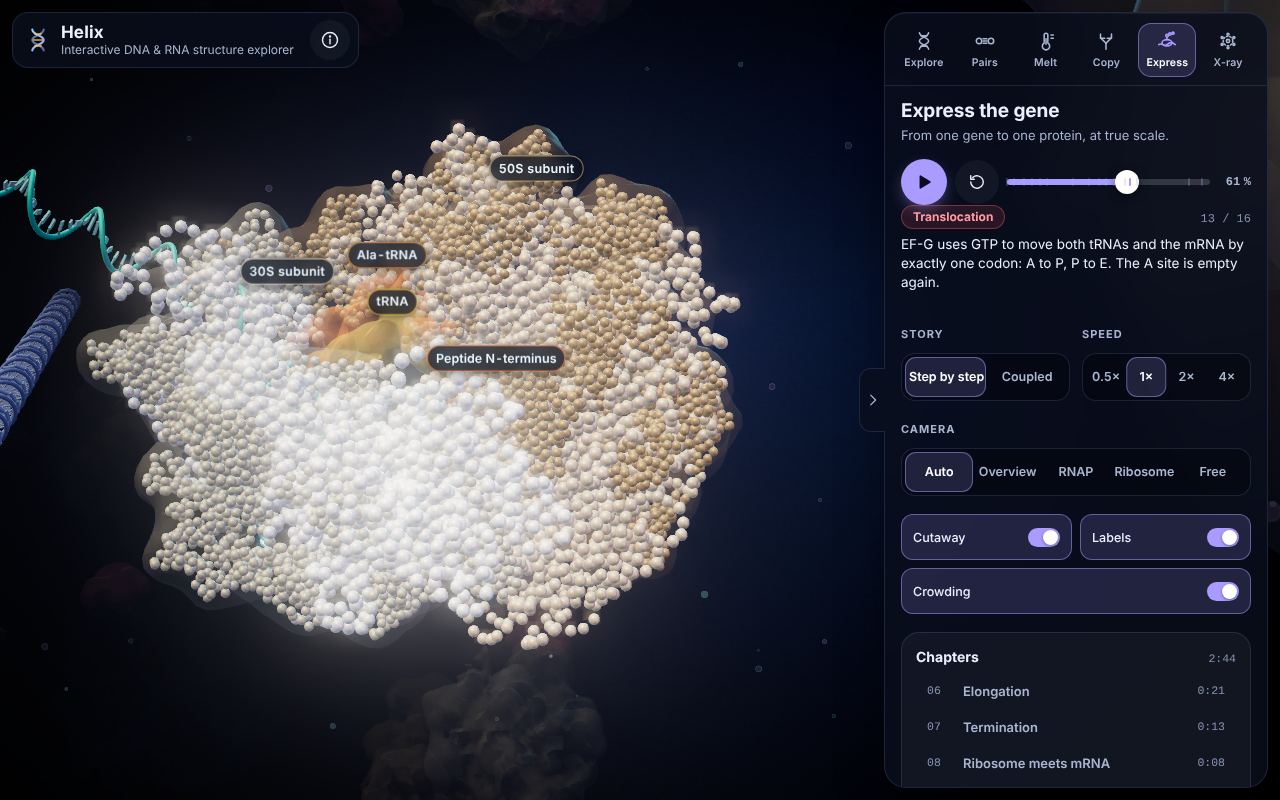 Helix
Interactive DNA & RNA structure explorer
50S subunit
Ala-tRNA
30S subunit
tRNA
Peptide N-terminus
Explore
Pairs
Melt
Copy
Express
X-ray
Express the gene
From one gene to one protein, at true scale.
61 %
Translocation
13 / 16
EF-G uses GTP to move both tRNAs and the mRNA by
exactly one codon: A to P, P to E. The A site is empty
again.
STORY
SPEED
Step by step
Coupled
0.5×
1×
2×
4×
CAMERA
Auto
Overview
RNAP
Ribosome
Free
Cutaway
Labels
Crowding
Chapters
2:44
06 Elongation 0:21
07 Termination 0:13
08 Ribosome meets mRNA 0:08